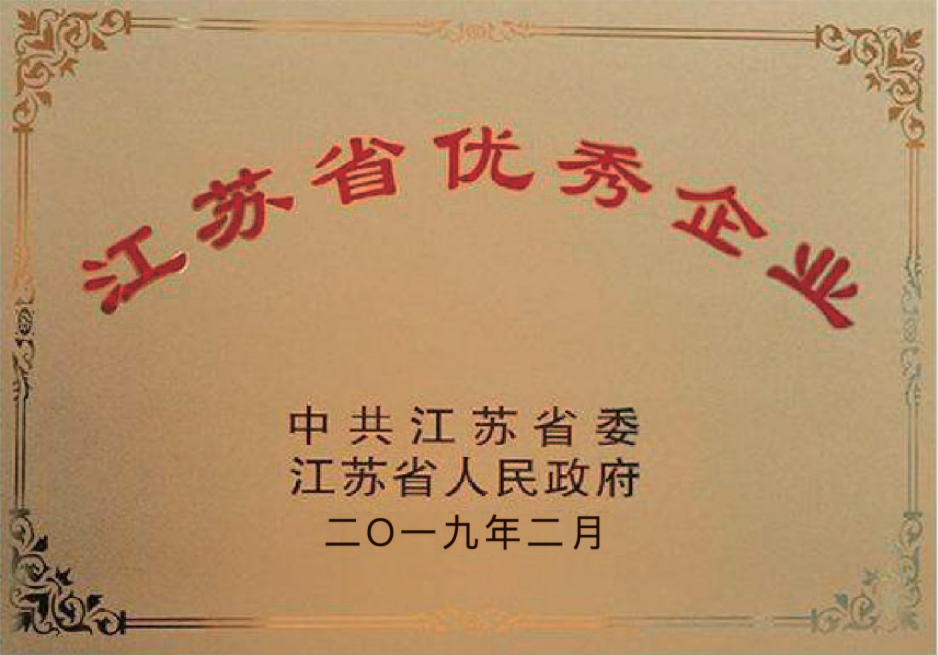 江苏省优秀企业
中共江苏省委
江苏省人民政府
二〇一九年二月